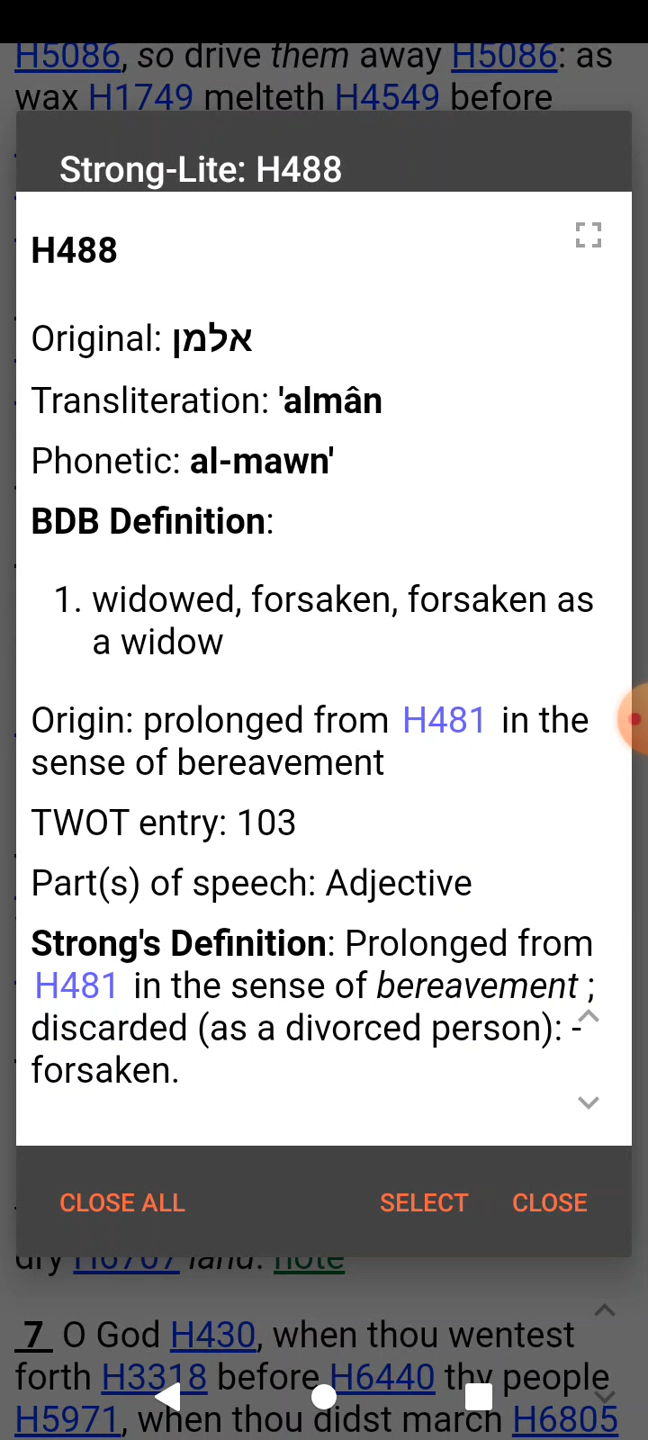 H5086, so drive them away H5086: as
wax H1749 melteth H4549 before
Strong-Lite: H488
H488
Original: אלמן
Transliteration: 'almân
Phonetic: al-mawn'
BDB Definition:
1. widowed, forsaken, forsaken as
a widow
Origin: prolonged from H481 in the
sense of bereavement
TWOT entry: 103
Part(s) of speech: Adjective
Strong's Definition: Prolonged from
H481 in the sense of bereavement ;
discarded (as a divorced person): -
forsaken.
CLOSE ALL SELECT CLOSE
dry H6707 land. note
7 O God H430, when thou wentest
forth H3318 before H6440 thy people
H5971, when thou didst march H6805